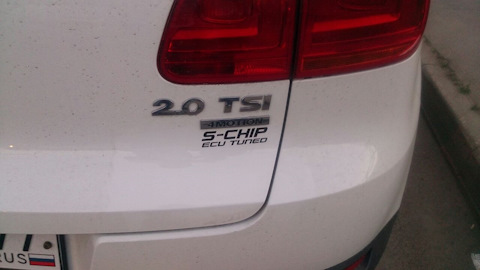 2.0 TSI
4MOTION
S-CHIP
ECU TUNED
RUS